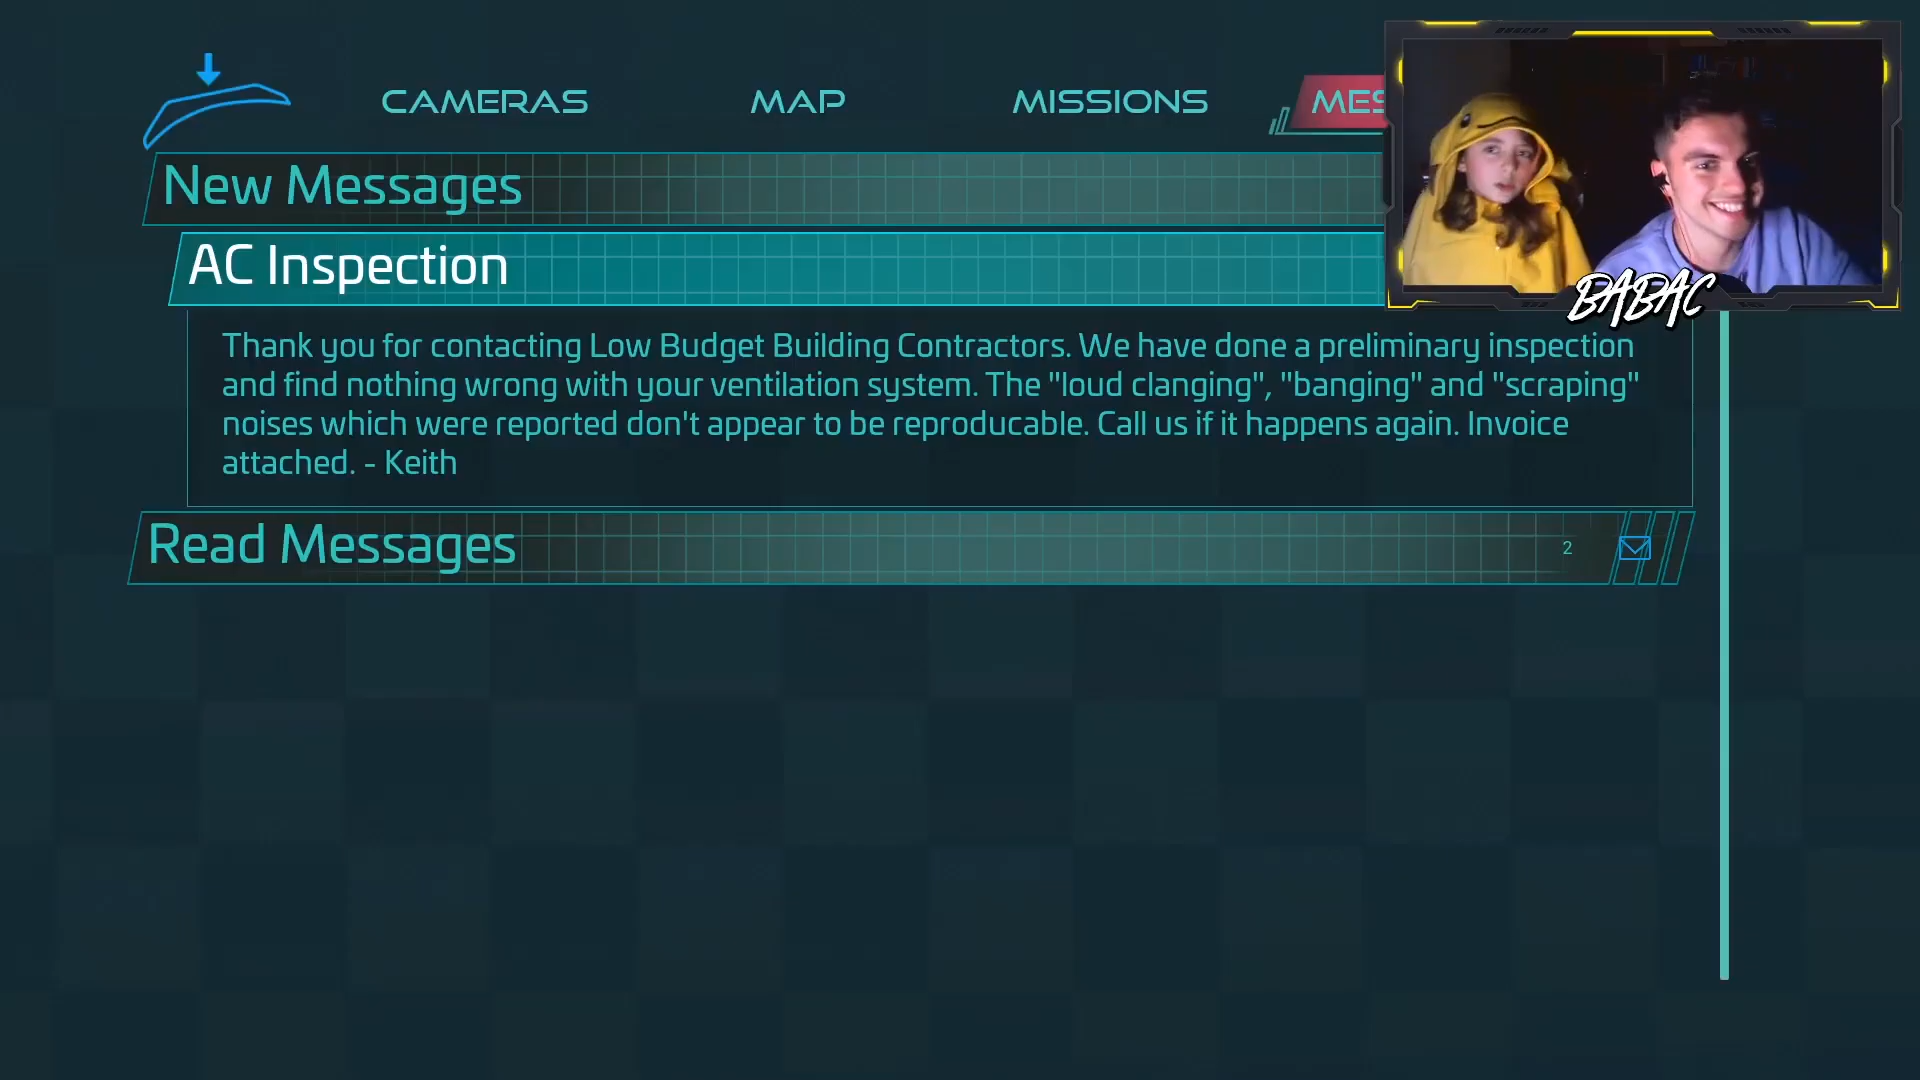 CAMERAS
MAP
MISSIONS
MES
New Messages
AC Inspection
BABAC
Thank you for contacting Low Budget Building Contractors. We have done a preliminary inspection
and find nothing wrong with your ventilation system. The "loud clanging", "banging" and "scraping"
noises which were reported don't appear to be reproducable. Call us if it happens again. Invoice
attached. - Keith
Read Messages
2